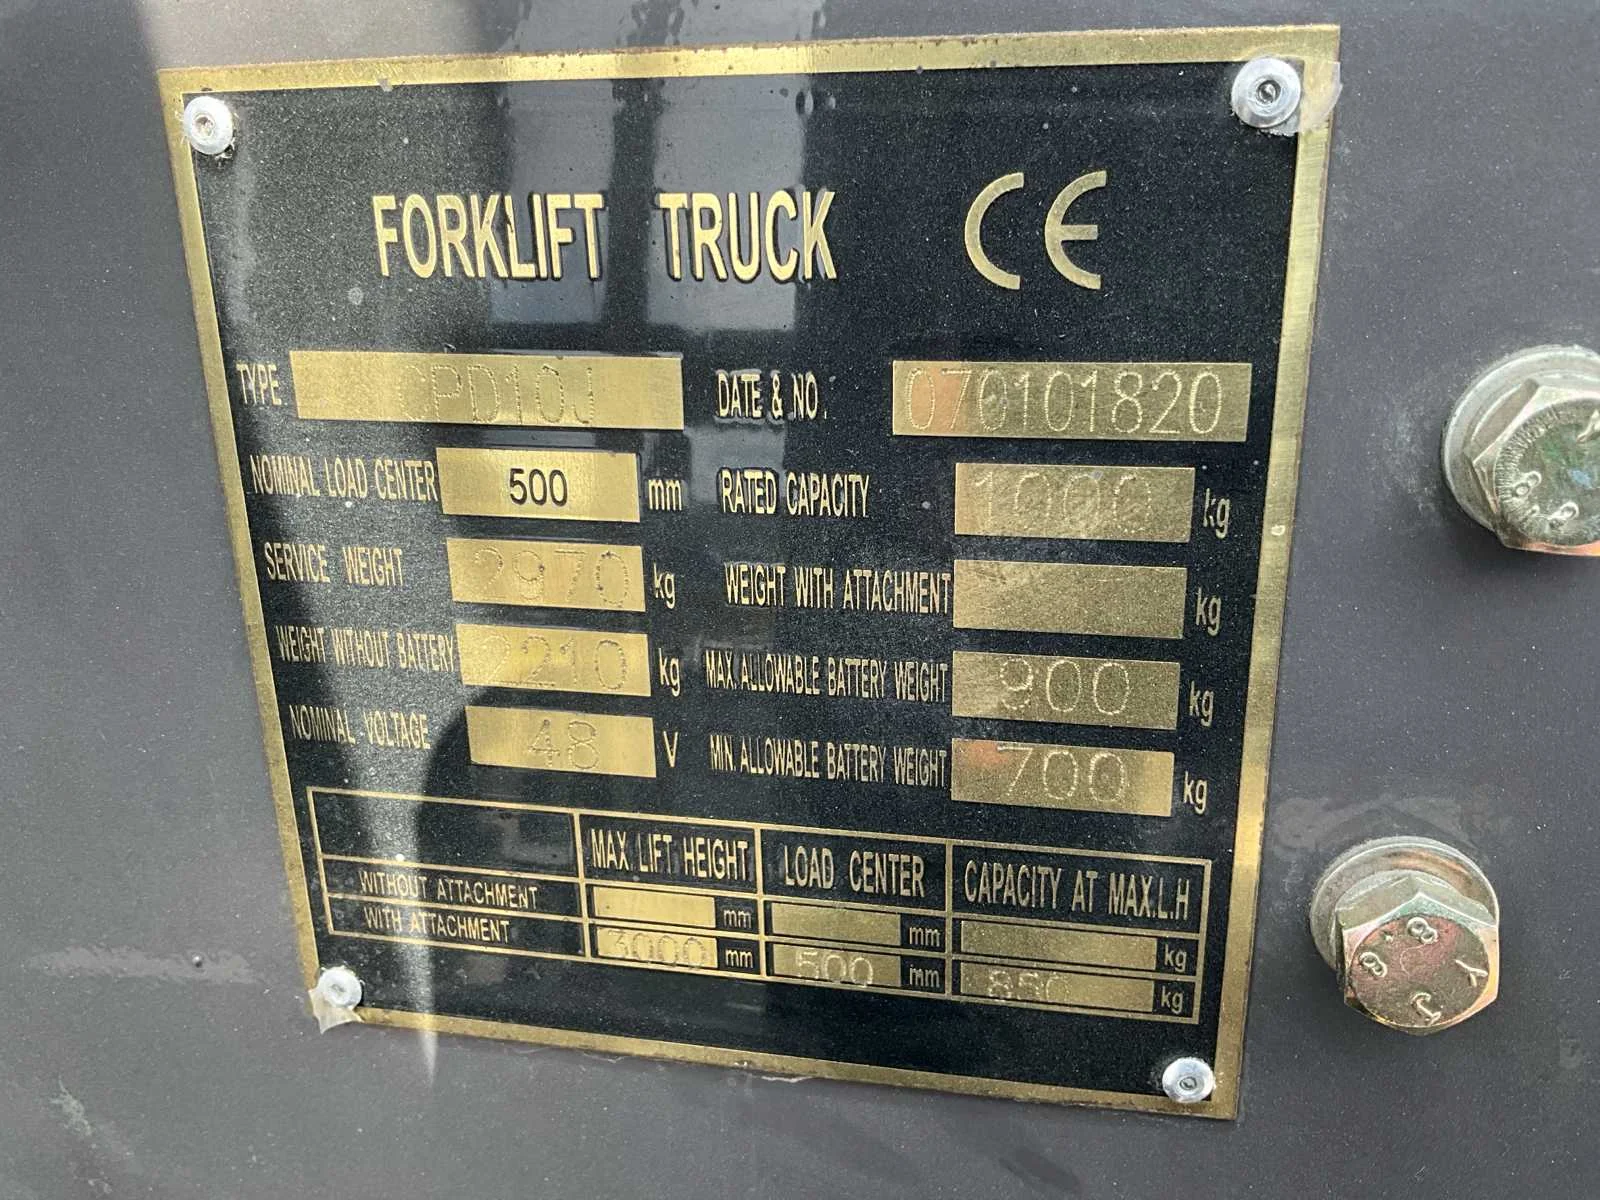 FORKLIFT TRUCK CE
TYPE CPD10J DATE & NO. 070101820
NOMINAL LOAD CENTER 500 mm RATED CAPACITY 1000 kg
SERVICE WEIGHT 2970 kg WEIGHT WITH ATTACHMENT kg
WEIGHT WITHOUT BATTERY 2210 kg MAX. ALLOWABLE BATTERY WEIGHT 900 kg
NOMINAL VOLTAGE 48 V MIN. ALLOWABLE BATTERY WEIGHT 700 kg
MAX. LIFT HEIGHT LOAD CENTER CAPACITY AT MAX.L.H
WITHOUT ATTACHMENT mm mm kg
WITH ATTACHMENT 3000 mm 500 mm 850 kg
8.8
Y T